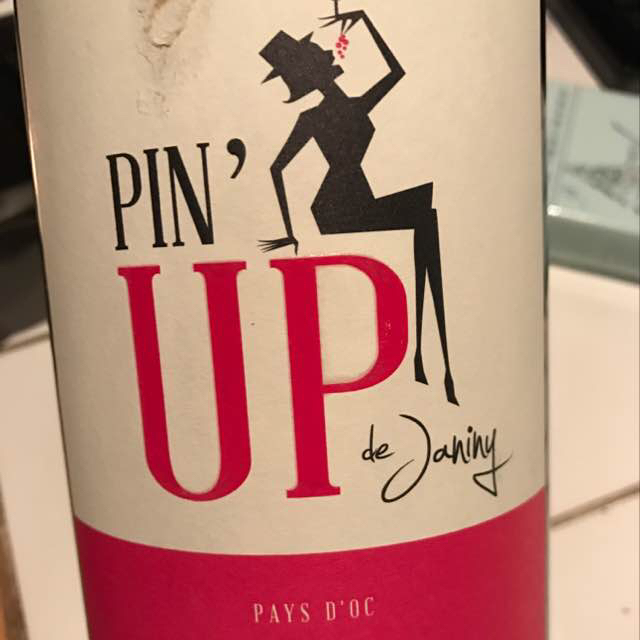 PIN'
UP
de Janiny
PAYS D'OC